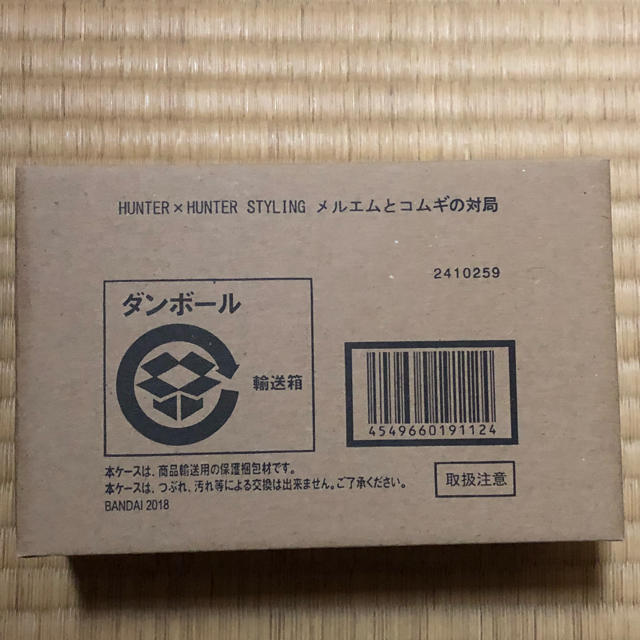 HUNTER×HUNTER STYLING メルエムとコムギの対局
2410259
ダンボール
輸送箱
4549660191124
本ケースは、商品輸送用の保護梱包材です。
本ケースは、つぶれ、汚れ等による交換は出来ません。ご了承ください。
取扱注意
BANDAI 2018